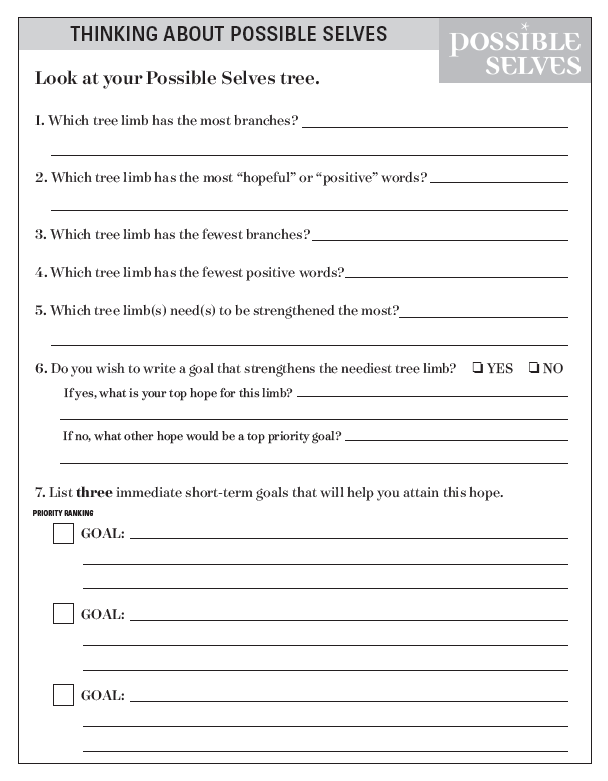 THINKING ABOUT POSSIBLE SELVES
POSSIBLE
SELVES
Look at your Possible Selves tree.
1. Which tree limb has the most branches?
2. Which tree limb has the most “hopeful” or “positive” words?
3. Which tree limb has the fewest branches?
4. Which tree limb has the fewest positive words?
5. Which tree limb(s) need(s) to be strengthened the most?
6. Do you wish to write a goal that strengthens the neediest tree limb? ❏ YES ❏ NO
If yes, what is your top hope for this limb?
If no, what other hope would be a top priority goal?
7. List three immediate short-term goals that will help you attain this hope.
PRIORITY RANKING
GOAL:
GOAL:
GOAL: